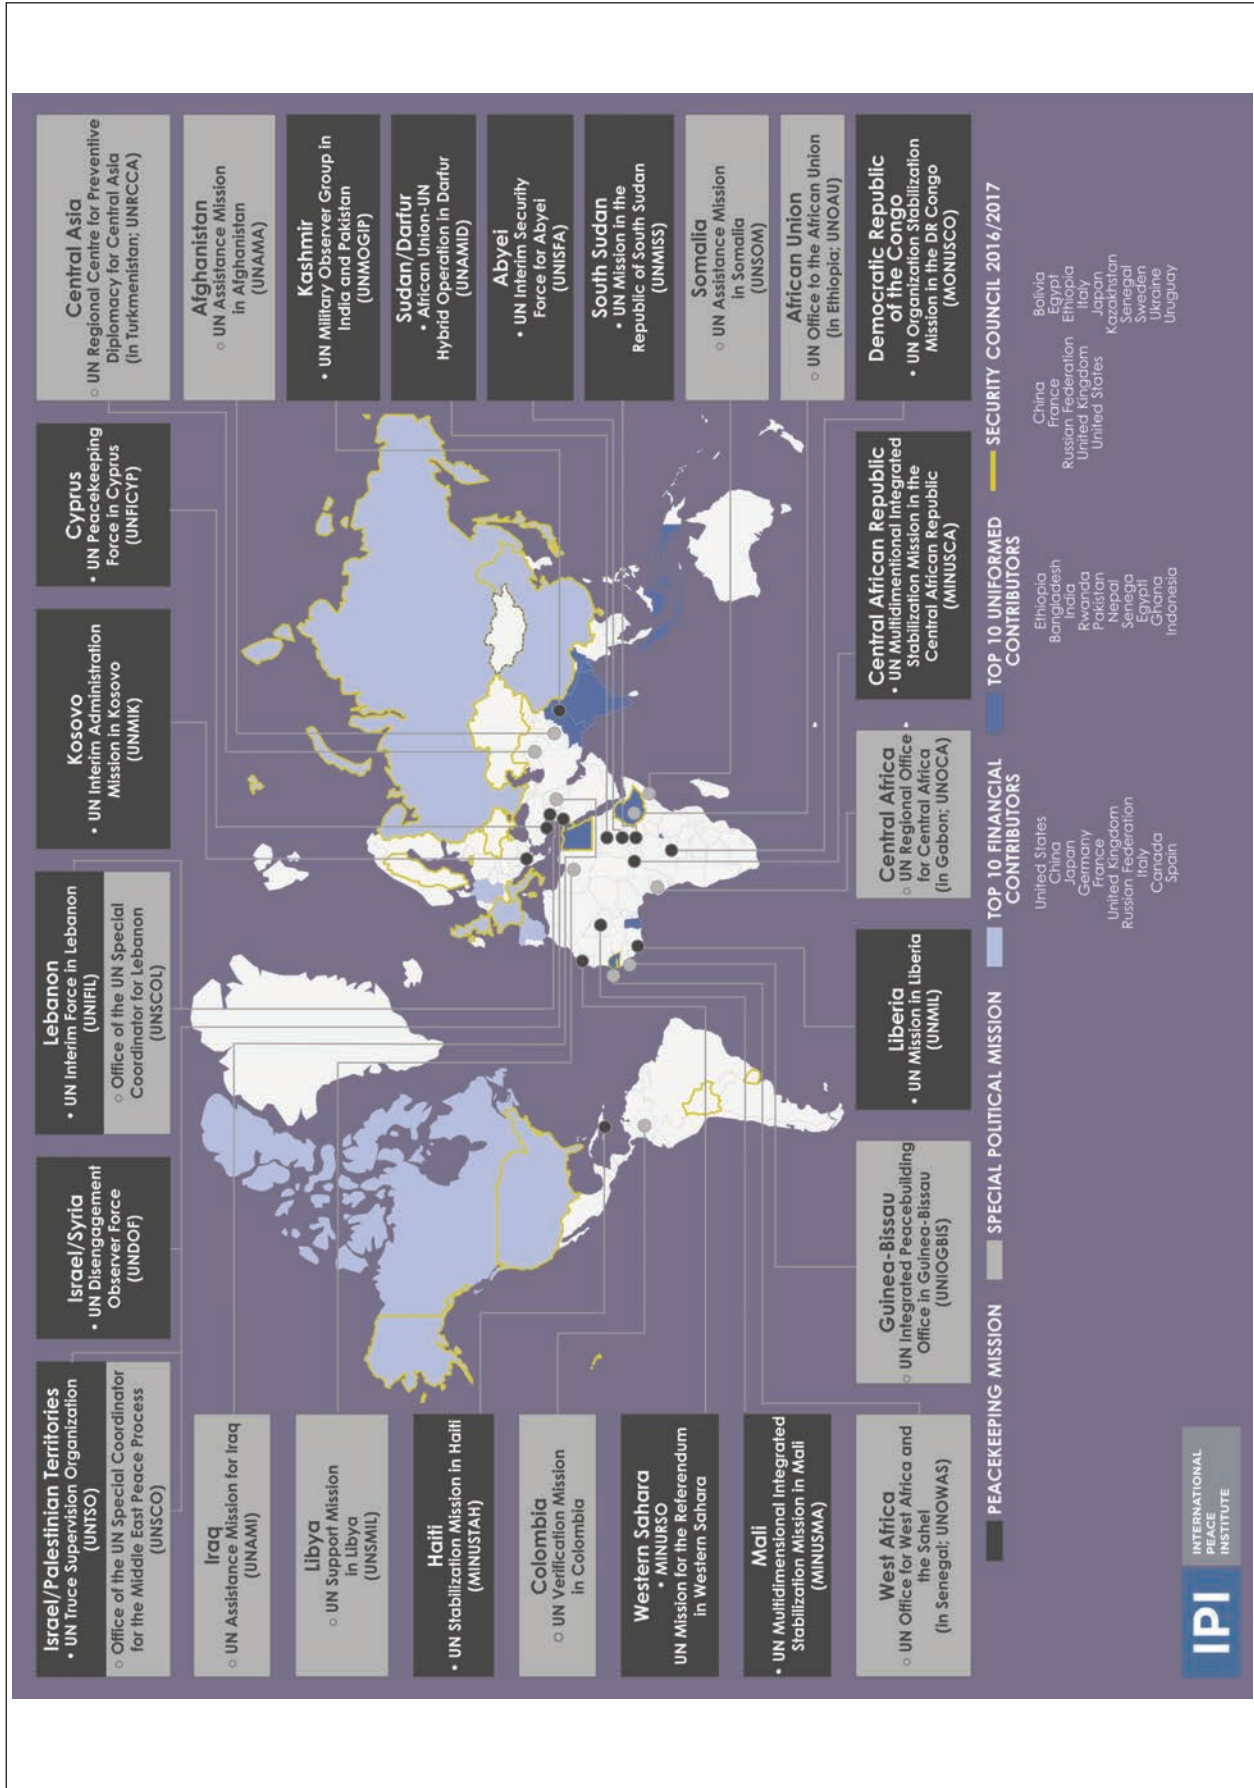 Israel/Palestinian Territories
• UN Truce Supervision Organization
(UNTSO)
○ Office of the UN Special Coordinator
for the Middle East Peace Process
(UNSCO)
Israel/Syria
• UN Disengagement
Observer Force
(UNDOF)
Lebanon
• UN Interim Force in Lebanon
(UNIFIL)
○ Office of the UN Special
Coordinator for Lebanon
(UNSCOL)
Kosovo
• UN Interim Administration
Mission in Kosovo
(UNMIK)
Cyprus
• UN Peacekeeping
Force in Cyprus
(UNFICYP)
Central Asia
○ UN Regional Centre for Preventive
Diplomacy for Central Asia
(in Turkmenistan; UNRCCA)
Iraq
○ UN Assistance Mission for Iraq
(UNAMI)
Libya
○ UN Support Mission
in Libya
(UNSMIL)
Haiti
• UN Stabilization Mission in Haiti
(MINUSTAH)
Colombia
○ UN Verification Mission
in Colombia
Western Sahara
• MINURSO
UN Mission for the Referendum
in Western Sahara
Mali
• UN Multidimensional Integrated
Stabilization Mission in Mali
(MINUSMA)
Afghanistan
○ UN Assistance Mission
in Afghanistan
(UNAMA)
Kashmir
• UN Military Observer Group in
India and Pakistan
(UNMOGIP)
Sudan/Darfur
• African Union-UN
Hybrid Operation in Darfur
(UNAMID)
Abyei
• UN Interim Security
Force for Abyei
(UNISFA)
South Sudan
• UN Mission in the
Republic of South Sudan
(UNMISS)
Somalia
○ UN Assistance Mission
in Somalia
(UNSOM)
African Union
○ UN Office to the African Union
(in Ethiopia; UNOAU)
West Africa
○ UN Office for West Africa and
the Sahel
(in Senegal; UNOWAS)
Guinea-Bissau
○ UN Integrated Peacebuilding
Office in Guinea-Bissau
(UNIOGBIS)
Liberia
• UN Mission in Liberia
(UNMIL)
Central Africa
○ UN Regional Office
for Central Africa
(in Gabon; UNOCA)
Central African Republic
• UN Multidimentional Integrated
Stabilization Mission in the
Central African Republic
(MINUSCA)
Democratic Republic
of the Congo
• UN Organization Stabilization
Mission in the DR Congo
(MONUSCO)
PEACEKEEPING MISSION
SPECIAL POLITICAL MISSION
TOP 10 FINANCIAL
CONTRIBUTORS
United States
China
Japan
Germany
France
United Kingdom
Russian Federation
Italy
Canada
Spain
TOP 10 UNIFORMED
CONTRIBUTORS
Ethiopia
Bangladesh
India
Rwanda
Pakistan
Nepal
Senega
Egyptl
Ghana
Indonesia
SECURITY COUNCIL 2016/2017
China
France
Russian Federation
United Kingdom
United States
Bolivia
Egypt
Ethiopia
Italy
Japan
Kazakhstan
Senegal
Sweden
Ukraine
Uruguay
IPI
INTERNATIONAL
PEACE
INSTITUTE